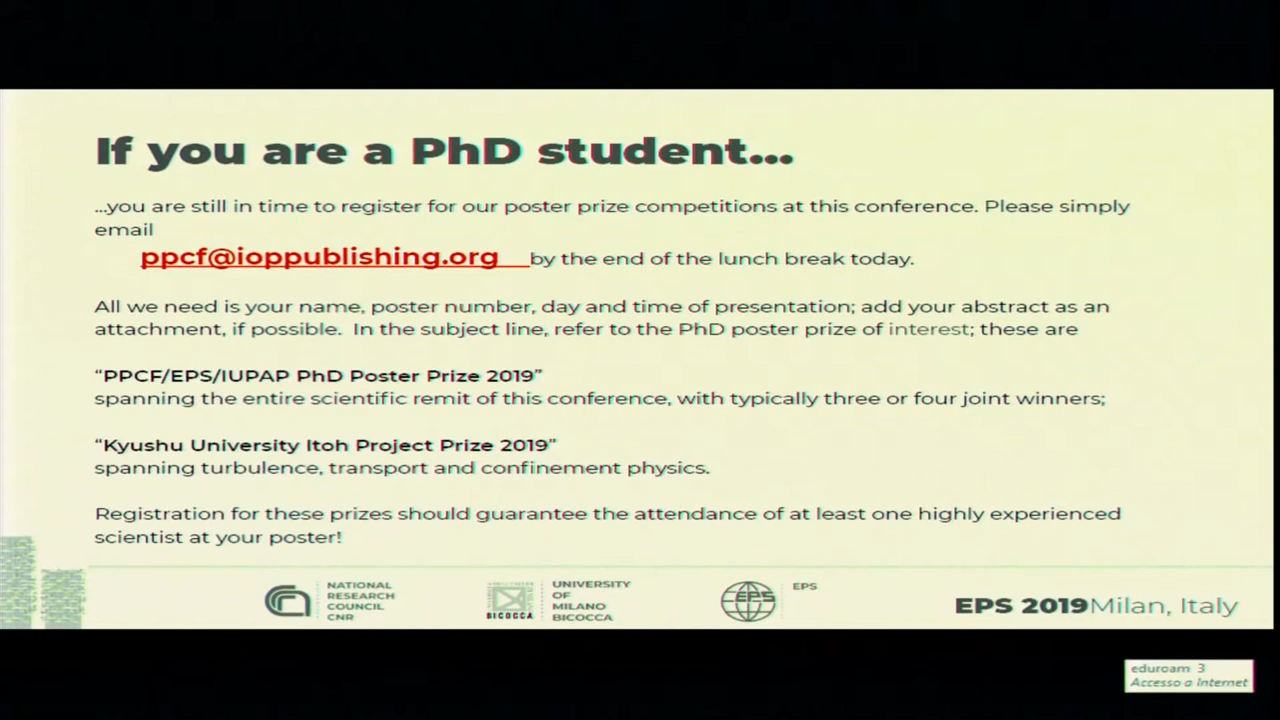 If you are a PhD student...
...you are still in time to register for our poster prize competitions at this conference. Please simply
email
ppcf@ioppublishing.org by the end of the lunch break today.
All we need is your name, poster number, day and time of presentation; add your abstract as an
attachment, if possible. In the subject line, refer to the PhD poster prize of interest; these are
“PPCF/EPS/IUPAP PhD Poster Prize 2019”
spanning the entire scientific remit of this conference, with typically three or four joint winners;
“Kyushu University Itoh Project Prize 2019”
spanning turbulence, transport and confinement physics.
Registration for these prizes should guarantee the attendance of at least one highly experienced
scientist at your poster!
NATIONAL
RESEARCH
COUNCIL
CNR
BICOCCA
UNIVERSITY
OF
MILANO
BICOCCA
EPS
EPS
EPS 2019 Milan, Italy
eduroam 3
Accesso a Internet